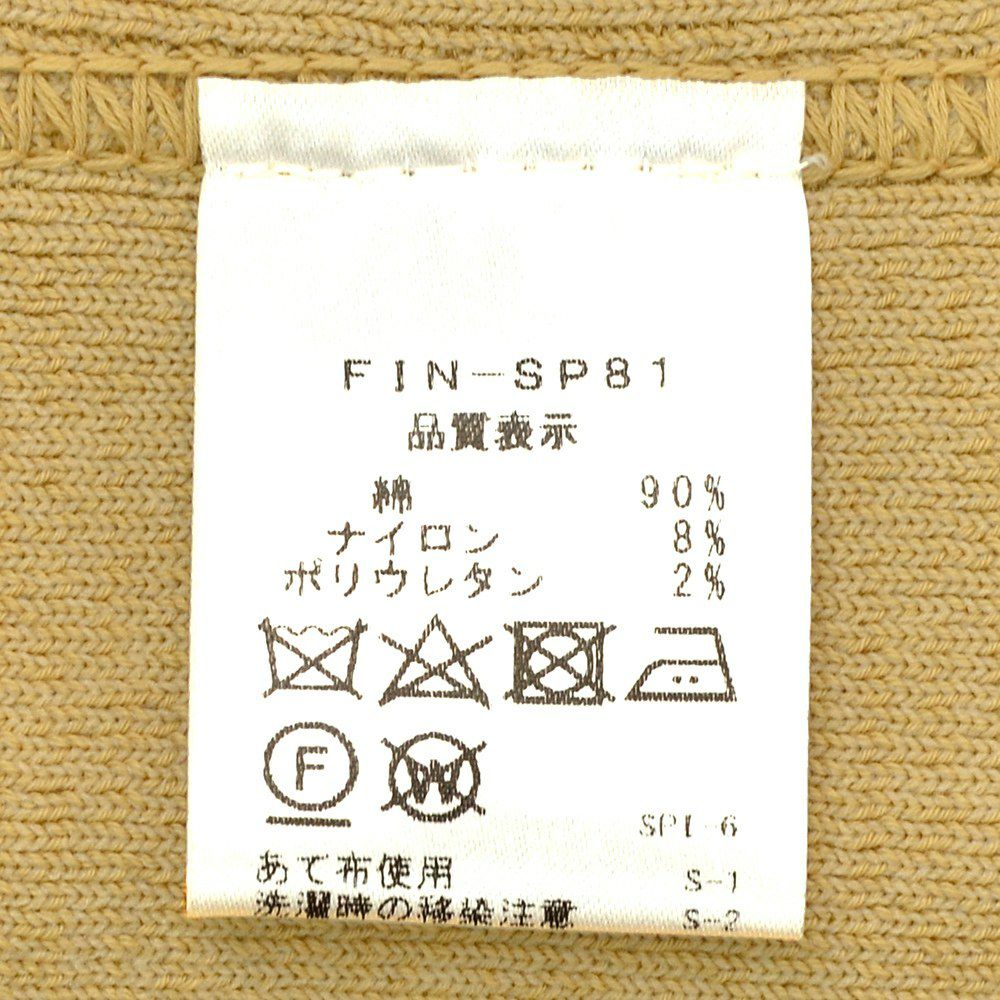 FIN-SP81
品質表示
綿 90%
ナイロン 8%
ポリウレタン 2%
F W
SPI-6
あて布使用 S-1
洗濯時の移染注意 S-2